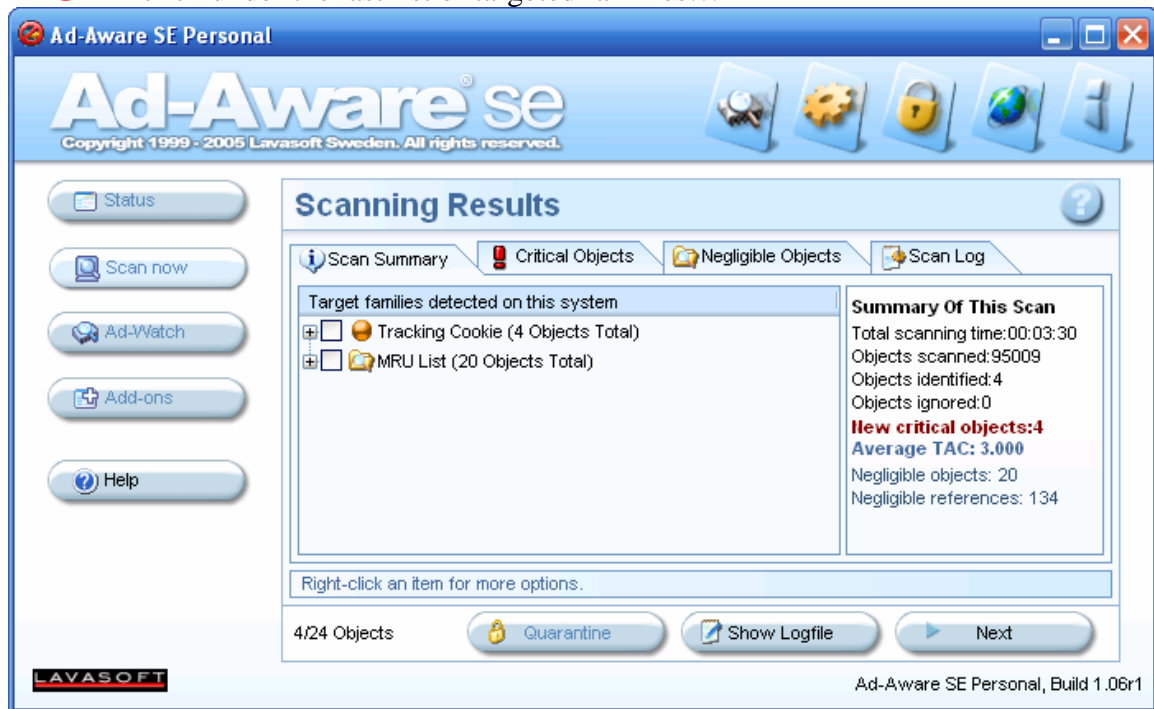 Ad-Aware SE Personal
Ad-Aware® SE
Copyright 1999 - 2005 Lavasoft Sweden. All rights reserved.
Status
Scan now
Ad-Watch
Add-ons
Help
Scanning Results
?
Scan Summary
Critical Objects
Negligible Objects
Scan Log
Target families detected on this system
Tracking Cookie (4 Objects Total)
MRU List (20 Objects Total)
Summary Of This Scan
Total scanning time:00:03:30
Objects scanned:95009
Objects identified:4
Objects ignored:0
New critical objects:4
Average TAC: 3.000
Negligible objects: 20
Negligible references: 134
Right-click an item for more options.
4/24 Objects
Quarantine
Show Logfile
Next
LAVASOFT
Ad-Aware SE Personal, Build 1.06r1